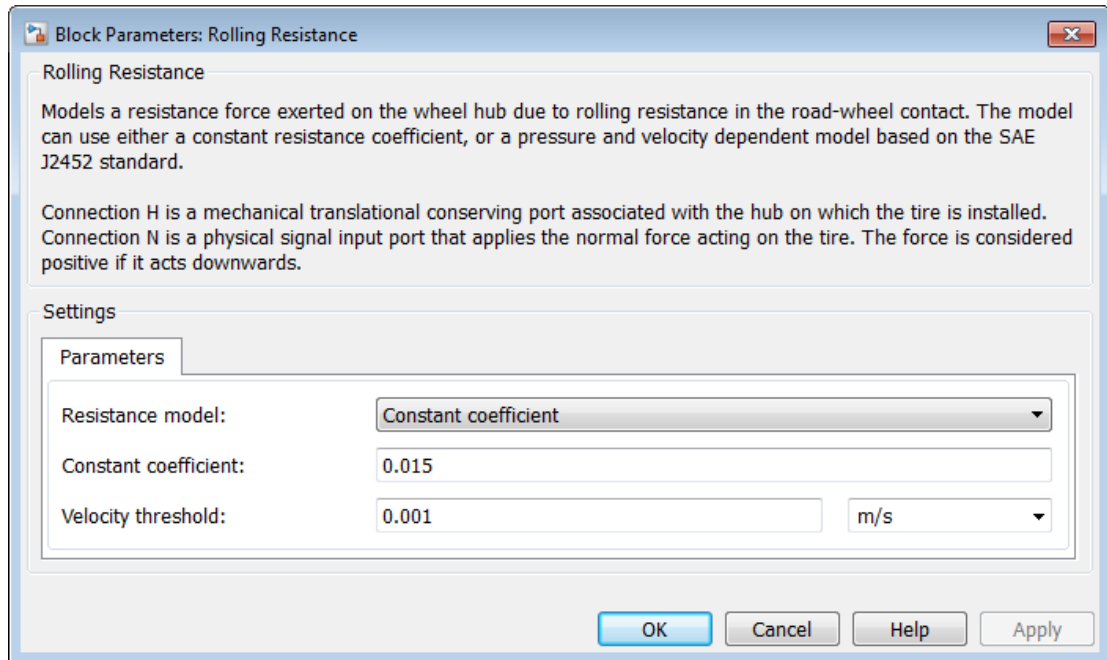 Block Parameters: Rolling Resistance
Rolling Resistance
Models a resistance force exerted on the wheel hub due to rolling resistance in the road-wheel contact. The model
can use either a constant resistance coefficient, or a pressure and velocity dependent model based on the SAE
J2452 standard.
Connection H is a mechanical translational conserving port associated with the hub on which the tire is installed.
Connection N is a physical signal input port that applies the normal force acting on the tire. The force is considered
positive if it acts downwards.
Settings
Parameters
Resistance model: Constant coefficient
Constant coefficient: 0.015
Velocity threshold: 0.001 m/s
OK Cancel Help Apply